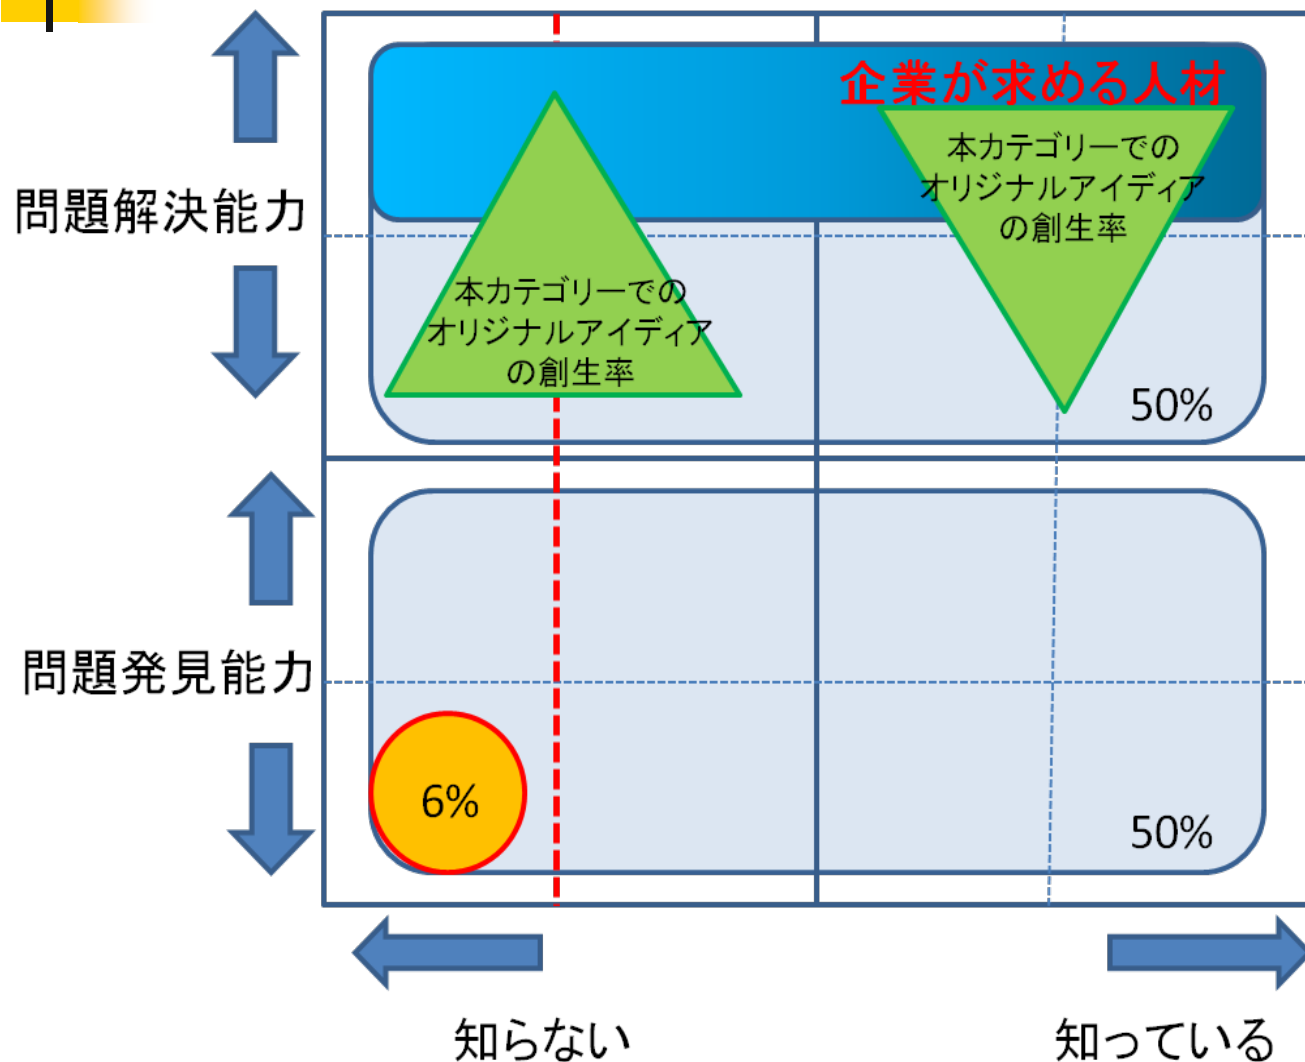 企業が求める人材
本カテゴリーでの
オリジナルアイディア
の創生率
問題解決能力
本カテゴリーでの
オリジナルアイディア
の創生率
50%
問題発見能力
6%
50%
知らない
知っている